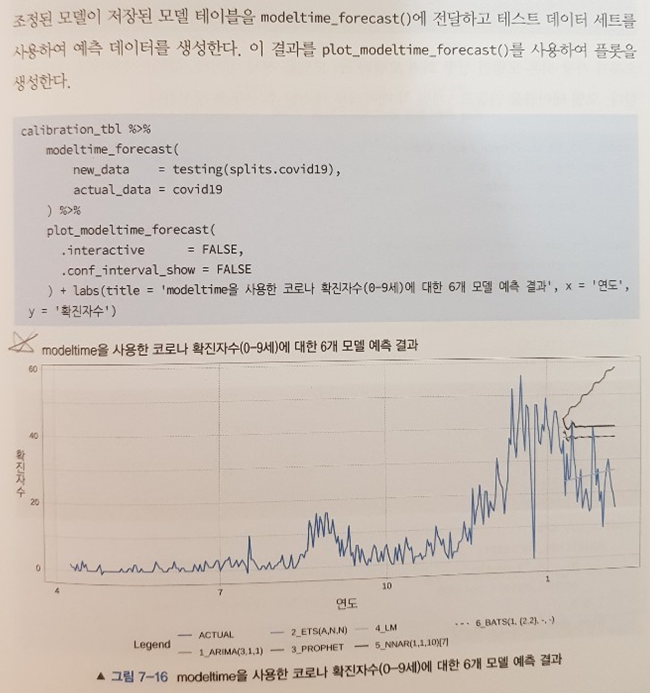 조정된 모델이 저장된 모델 테이블을 modeltime_forecast()에 전달하고 테스트 데이터 세트를
사용하여 예측 데이터를 생성한다. 이 결과를 plot_modeltime_forecast()를 사용하여 플롯을
생성한다.
calibration_tbl %>%
modeltime_forecast(
new_data = testing(splits.covid19),
actual_data = covid19
) %>%
plot_modeltime_forecast(
.interactive = FALSE,
.conf_interval_show = FALSE
) + labs(title = 'modeltime을 사용한 코로나 확진자수(0-9세)에 대한 6개 모델 예측 결과', x = '연도',
y = '확진자수')
modeltime을 사용한 코로나 확진자수(0-9세)에 대한 6개 모델 예측 결과
60
40
확진자수
20
0
4 7 10 1
연도
Legend
ACTUAL 2_ETS(A,N,N) 4_LM 6_BATS(1, {2,2}, -, -)
1_ARIMA(3,1,1) 3_PROPHET 5_NNAR(1,1,10)[7]
▲ 그림 7-16 modeltime을 사용한 코로나 확진자수(0-9세)에 대한 6개 모델 예측 결과